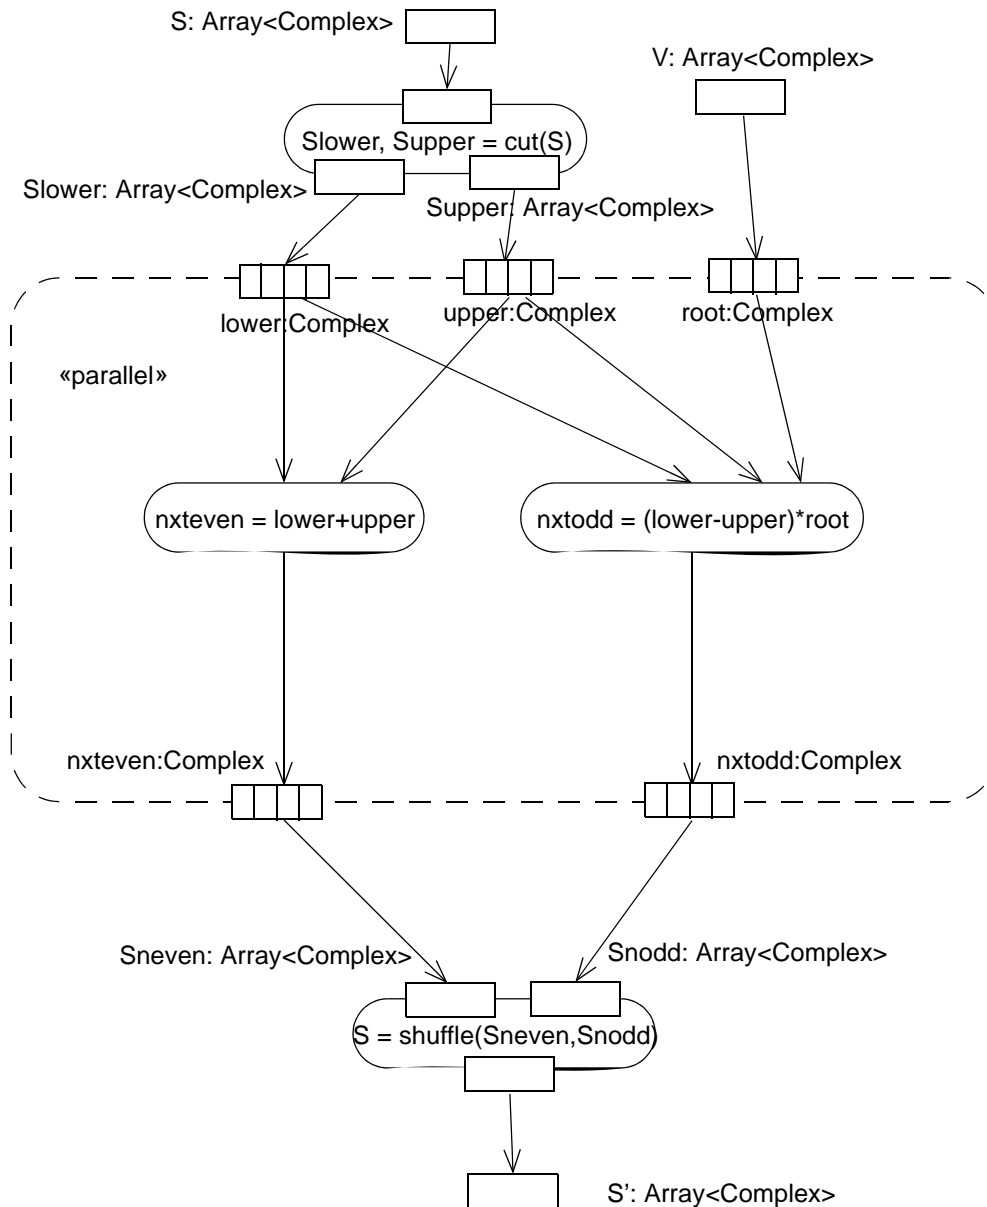 S: Array<Complex>
V: Array<Complex>
Slower, Supper = cut(S)
Slower: Array<Complex>
Supper: Array<Complex>
lower:Complex
upper:Complex
root:Complex
«parallel»
nxteven = lower+upper
nxtodd = (lower-upper)*root
nxteven:Complex
nxtodd:Complex
Sneven: Array<Complex>
Snodd: Array<Complex>
S = shuffle(Sneven,Snodd)
S': Array<Complex>